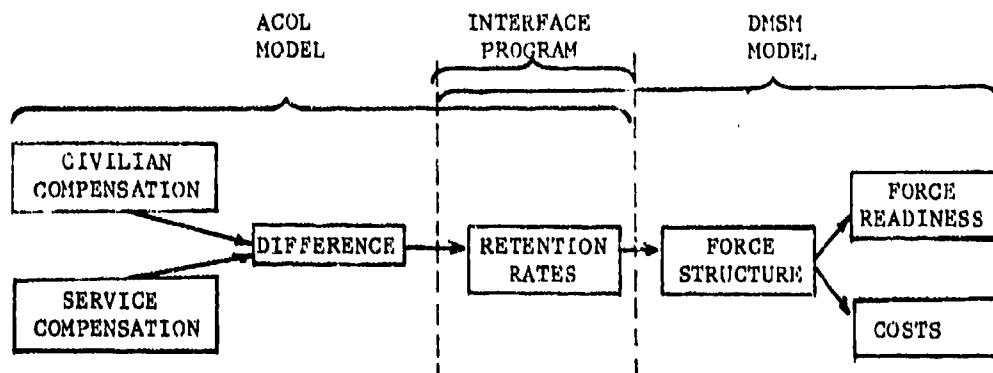 ACOL
MODEL
INTERFACE
PROGRAM
DMSM
MODEL
CIVILIAN
COMPENSATION
DIFFERENCE
RETENTION
RATES
FORCE
STRUCTURE
FORCE
READINESS
SERVICE
COMPENSATION
COSTS